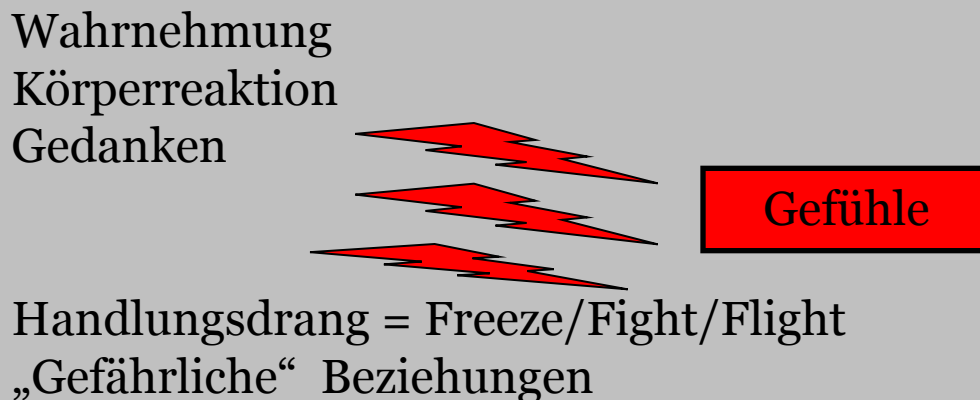 Wahrnehmung
Körperreaktion
Gedanken
Gefühle
Handlungsdrang = Freeze/Fight/Flight
„Gefährliche“ Beziehungen